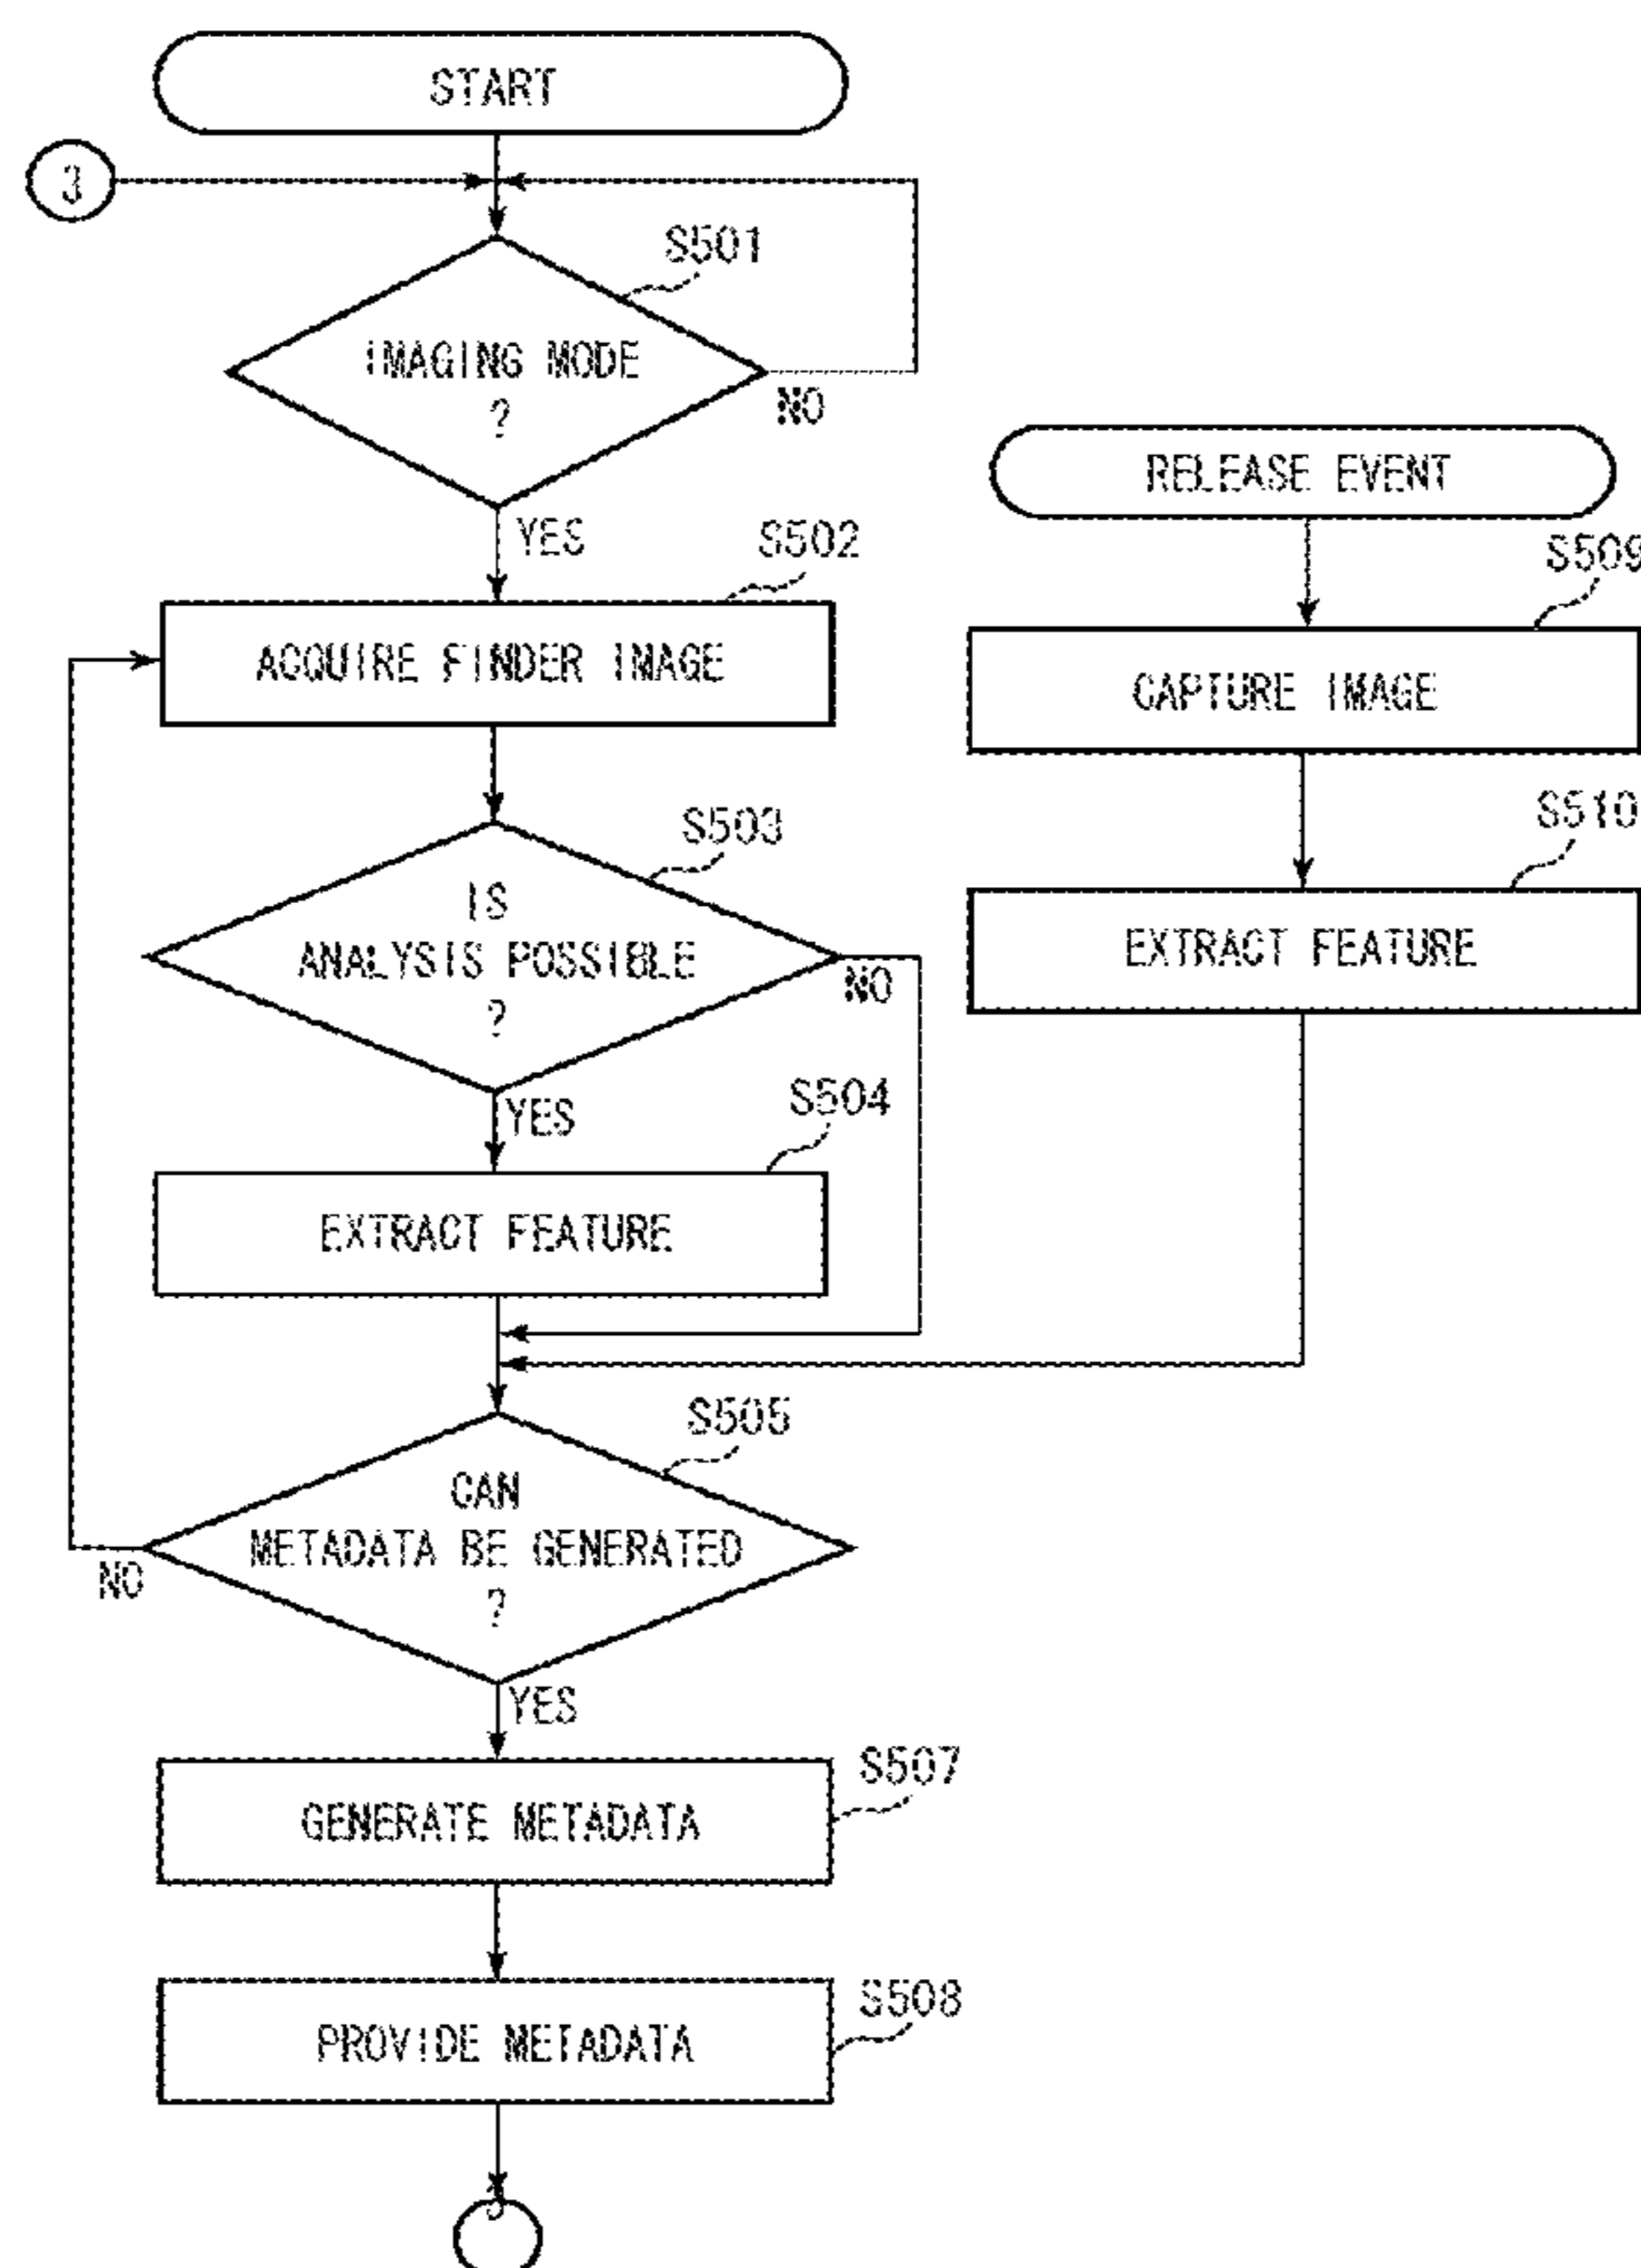 START
3
S501
IMAGING MODE
?
NO
YES
S502
ACQUIRE FINDER IMAGE
S503
IS
ANALYSIS POSSIBLE
?
NO
YES
S504
EXTRACT FEATURE
S505
CAN
METADATA BE GENERATED
?
NO
YES
S507
GENERATE METADATA
S508
PROVIDE METADATA
RELEASE EVENT
S509
CAPTURE IMAGE
S510
EXTRACT FEATURE